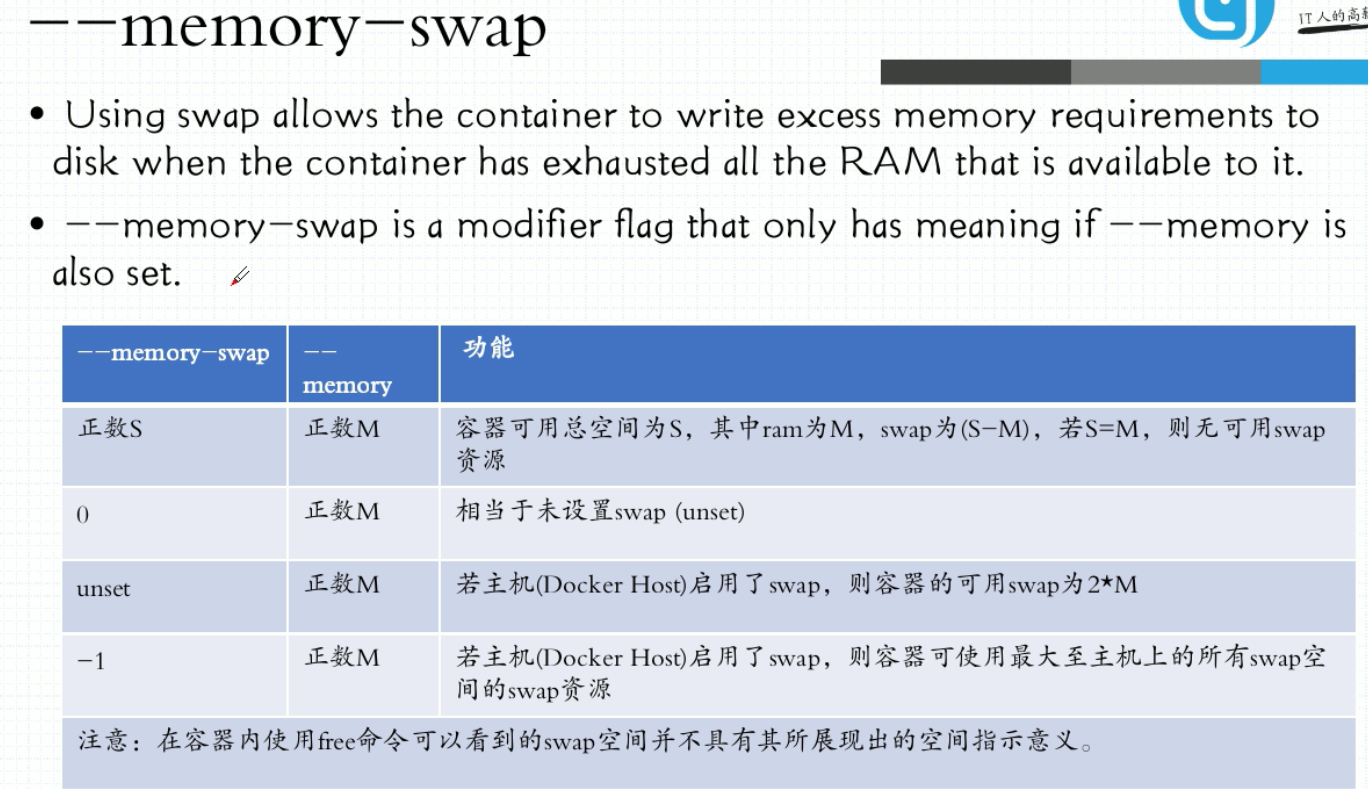 --memory-swap
IT人的高薪
• Using swap allows the container to write excess memory requirements to
disk when the container has exhausted all the RAM that is available to it.
• --memory-swap is a modifier flag that only has meaning if --memory is
also set.
--memory-swap
--
memory
功能
正数S
正数M
容器可用总空间为S，其中ram为M，swap为(S-M)，若S=M，则无可用swap
资源
0
正数M
相当于未设置swap (unset)
unset
正数M
若主机(Docker Host)启用了swap，则容器的可用swap为2*M
-1
正数M
若主机(Docker Host)启用了swap，则容器可使用最大至主机上的所有swap空
间的swap资源
注意：在容器内使用free命令可以看到的swap空间并不具有其所展现出的空间指示意义。